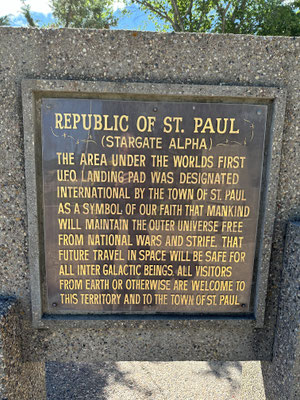 REPUBLIC OF ST. PAUL
(STARGATE ALPHA)
THE AREA UNDER THE WORLDS FIRST
U.F.O. LANDING PAD WAS DESIGNATED
INTERNATIONAL BY THE TOWN OF ST. PAUL
AS A SYMBOL OF OUR FAITH THAT MANKIND
WILL MAINTAIN THE OUTER UNIVERSE FREE
FROM NATIONAL WARS AND STRIFE. THAT
FUTURE TRAVEL IN SPACE WILL BE SAFE FOR
ALL INTER GALACTIC BEINGS. ALL VISITORS
FROM EARTH OR OTHERWISE ARE WELCOME TO
THIS TERRITORY AND TO THE TOWN OF ST. PAUL.